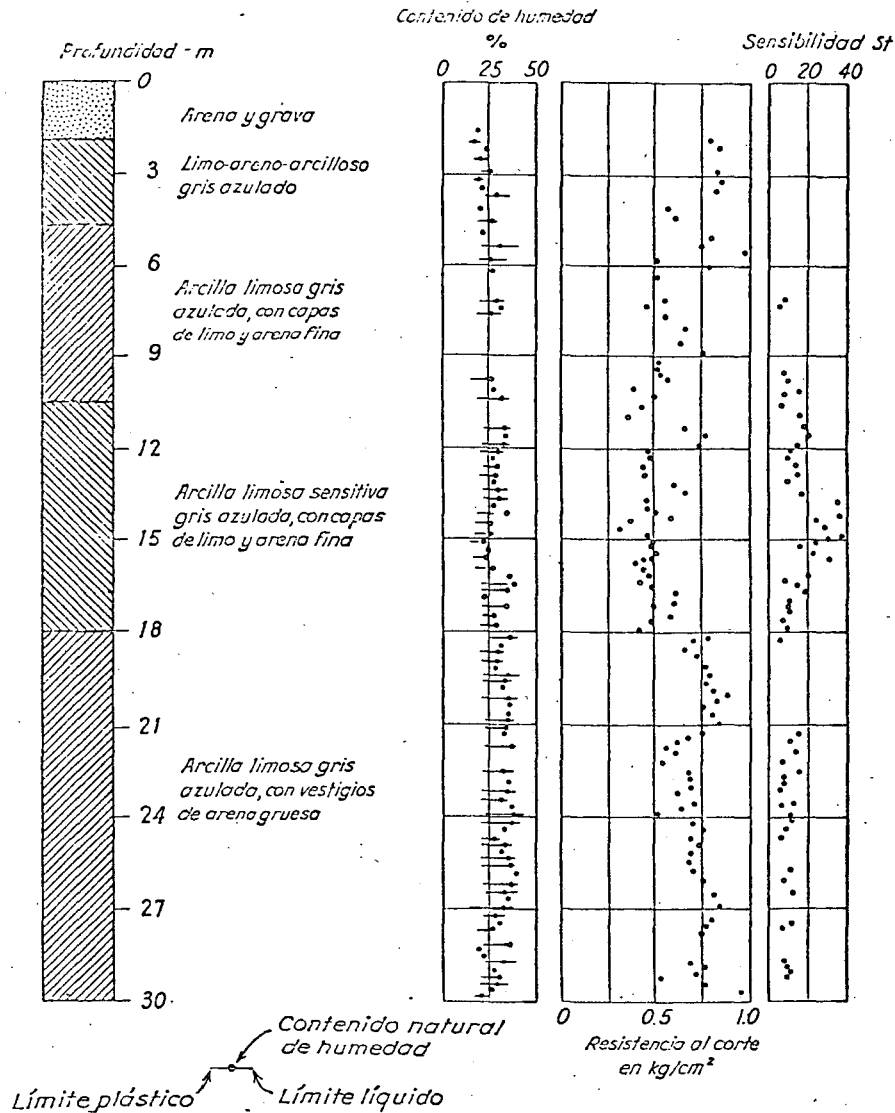 Contenido de humedad
%
Profundidad - m
Sensibilidad St
0 25 50
0 20 40
0
Arena y grava
3
Limo-areno-arcilloso
gris azulado
6
Arcilla limosa gris
azulada, con capas
de limo y arena fina
9
12
Arcilla limosa sensitiva
gris azulada, con capas
de limo y arena fina
15
18
21
Arcilla limosa gris
azulada, con vestigios
de arena gruesa
24
27
30
0 0.5 1.0
Resistencia al corte
en kg/cm²
Contenido natural
de humedad
Límite plástico
Límite líquido